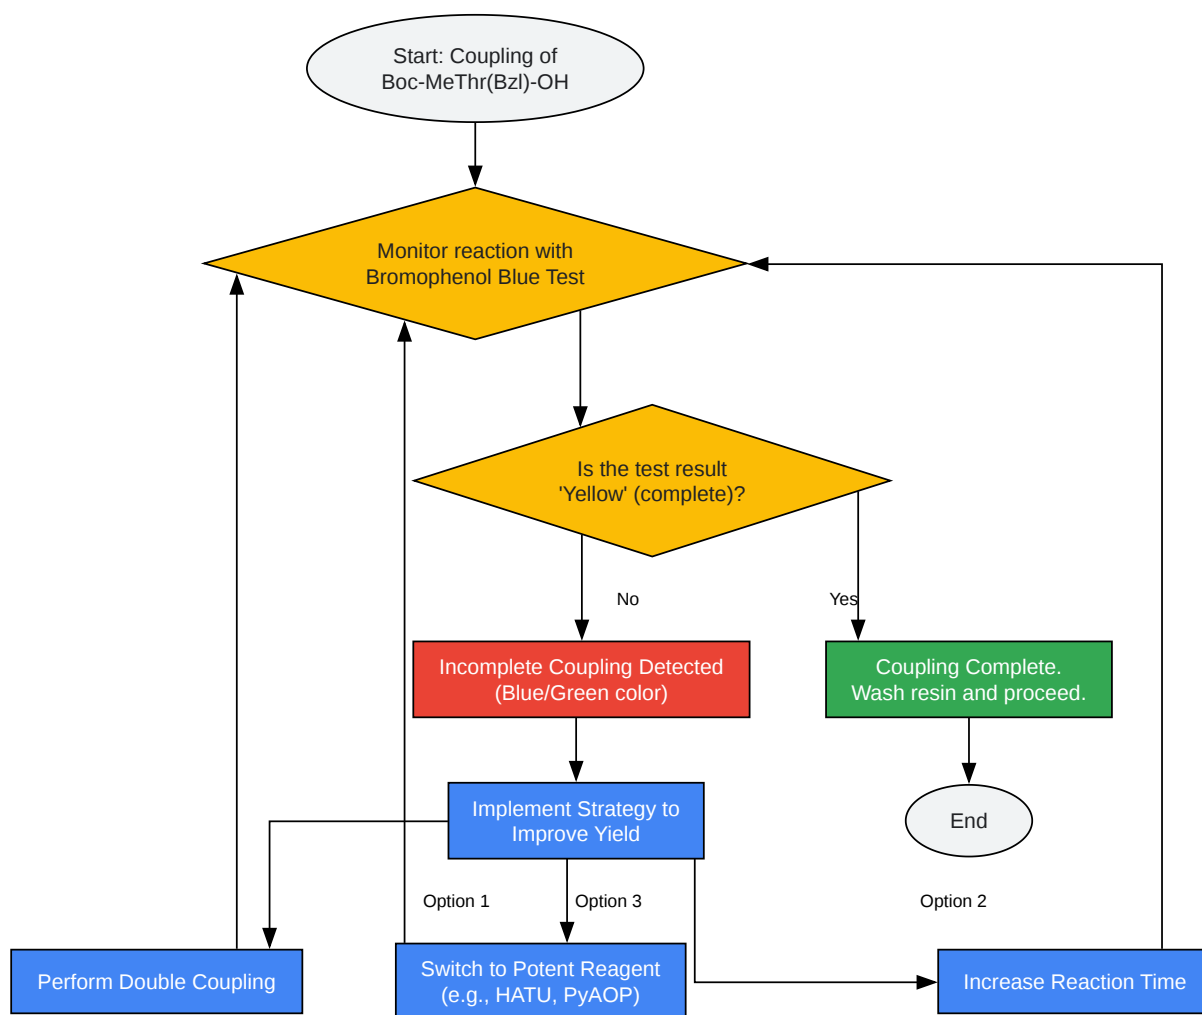 Start: Coupling of
Boc-MeThr(Bzl)-OH
Monitor reaction with
Bromophenol Blue Test
Is the test result
'Yellow' (complete)?
No
Yes
Incomplete Coupling Detected
(Blue/Green color)
Coupling Complete.
Wash resin and proceed.
Implement Strategy to
Improve Yield
End
Option 1
Option 3
Option 2
Perform Double Coupling
Switch to Potent Reagent
(e.g., HATU, PyAOP)
Increase Reaction Time